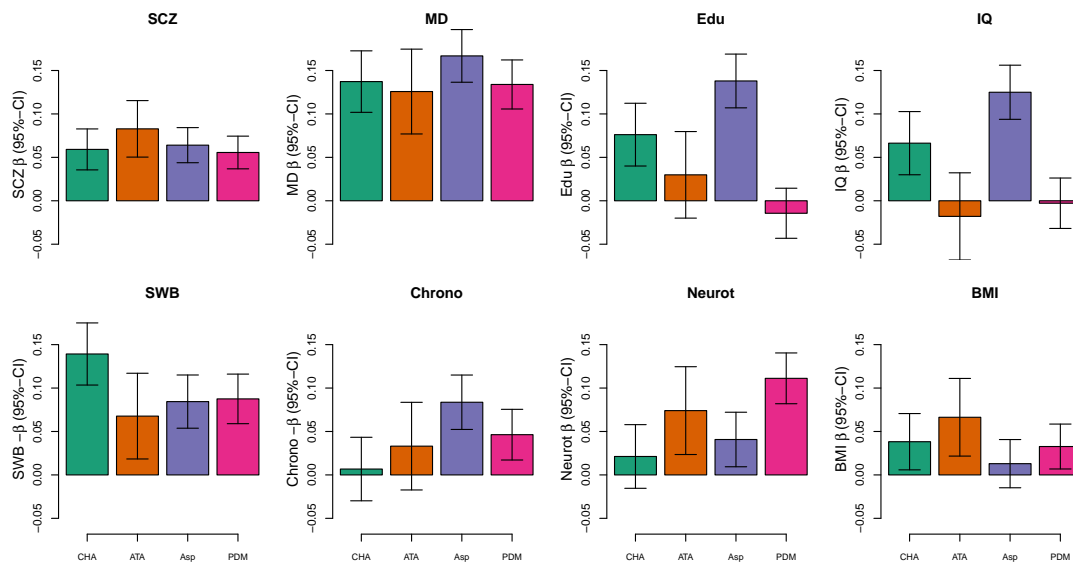 SCZ
SCZ β (95%−CI)
−0.05
0.00
0.05
0.10
0.15
MD
MD β (95%−CI)
−0.05
0.00
0.05
0.10
0.15
Edu
Edu β (95%−CI)
−0.05
0.00
0.05
0.10
0.15
IQ
IQ β (95%−CI)
−0.05
0.00
0.05
0.10
0.15
SWB
SWB −β (95%−CI)
−0.05
0.00
0.05
0.10
0.15
CHA ATA Asp PDM
Chrono
Chrono −β (95%−CI)
−0.05
0.00
0.05
0.10
0.15
CHA ATA Asp PDM
Neurot
Neurot β (95%−CI)
−0.05
0.00
0.05
0.10
0.15
CHA ATA Asp PDM
BMI
BMI β (95%−CI)
−0.05
0.00
0.05
0.10
0.15
CHA ATA Asp PDM